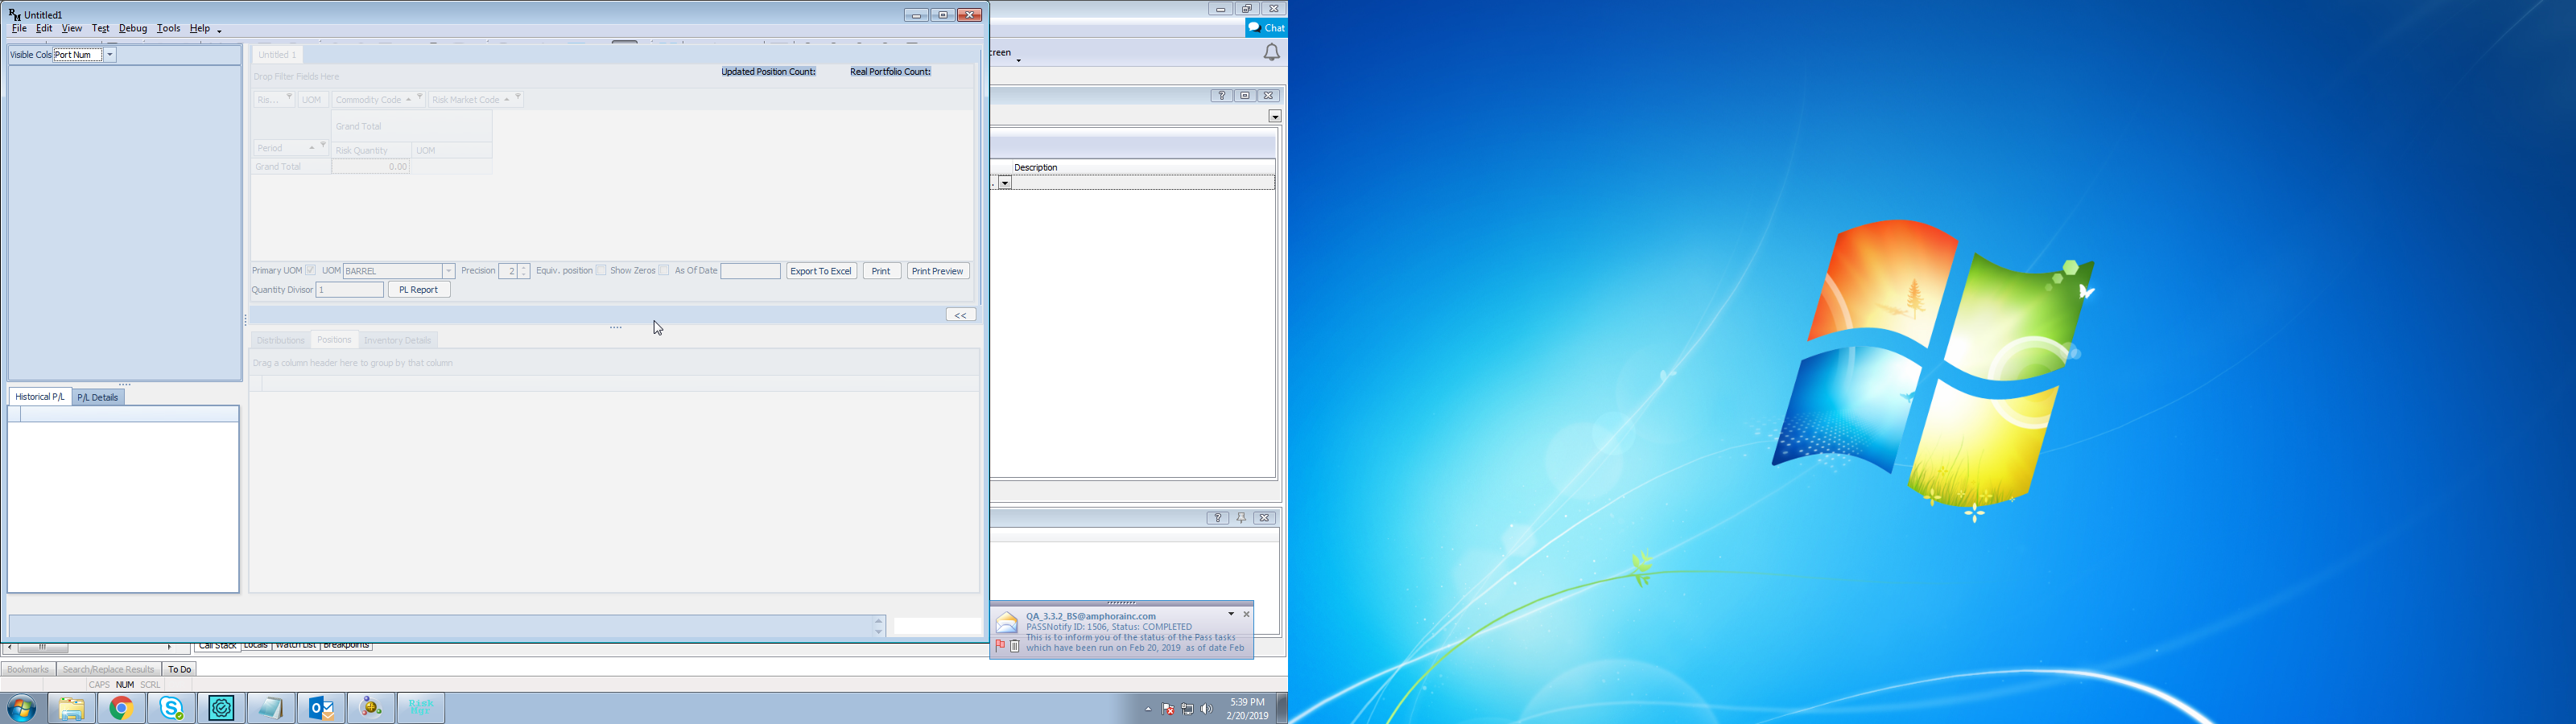 RM Untitled1
File Edit View Test Debug Tools Help
Chat
creen
Visible Cols Port Num
Untitled 1
Drop Filter Fields Here
Updated Position Count: Real Portfolio Count:
Ris... UOM Commodity Code Risk Market Code
Grand Total
Period Risk Quantity UOM
Grand Total 0.00
Description
Primary UOM UOM BARREL Precision 2 Equiv. position Show Zeros As Of Date Export To Excel Print Print Preview
Quantity Divisor 1 PL Report
<<
Distributions Positions Inventory Details
Drag a column header here to group by that column
Historical P/L P/L Details
QA_3.3.2_BS@amphorainc.com
PASSNotify ID: 1506, Status: COMPLETED
This is to inform you of the status of the Pass tasks
which have been run on Feb 20, 2019 as of date Feb
Call Stack Locals Watch List Breakpoints
Bookmarks Search/Replace Results To Do
CAPS NUM SCRL
5:39 PM
2/20/2019